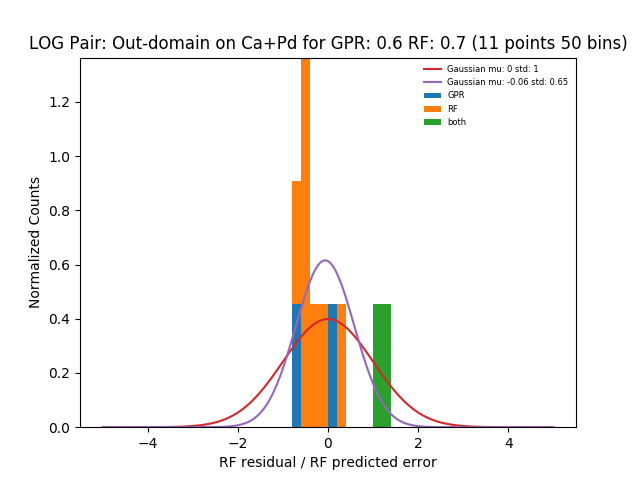 LOG Pair: Out-domain on Ca+Pd for GPR: 0.6 RF: 0.7 (11 points 50 bins)
Gaussian mu: 0 std: 1
Gaussian mu: -0.06 std: 0.65
GPR
RF
both
Normalized Counts
1.2
1.0
0.8
0.6
0.4
0.2
0.0
−4
−2
0
2
4
RF residual / RF predicted error